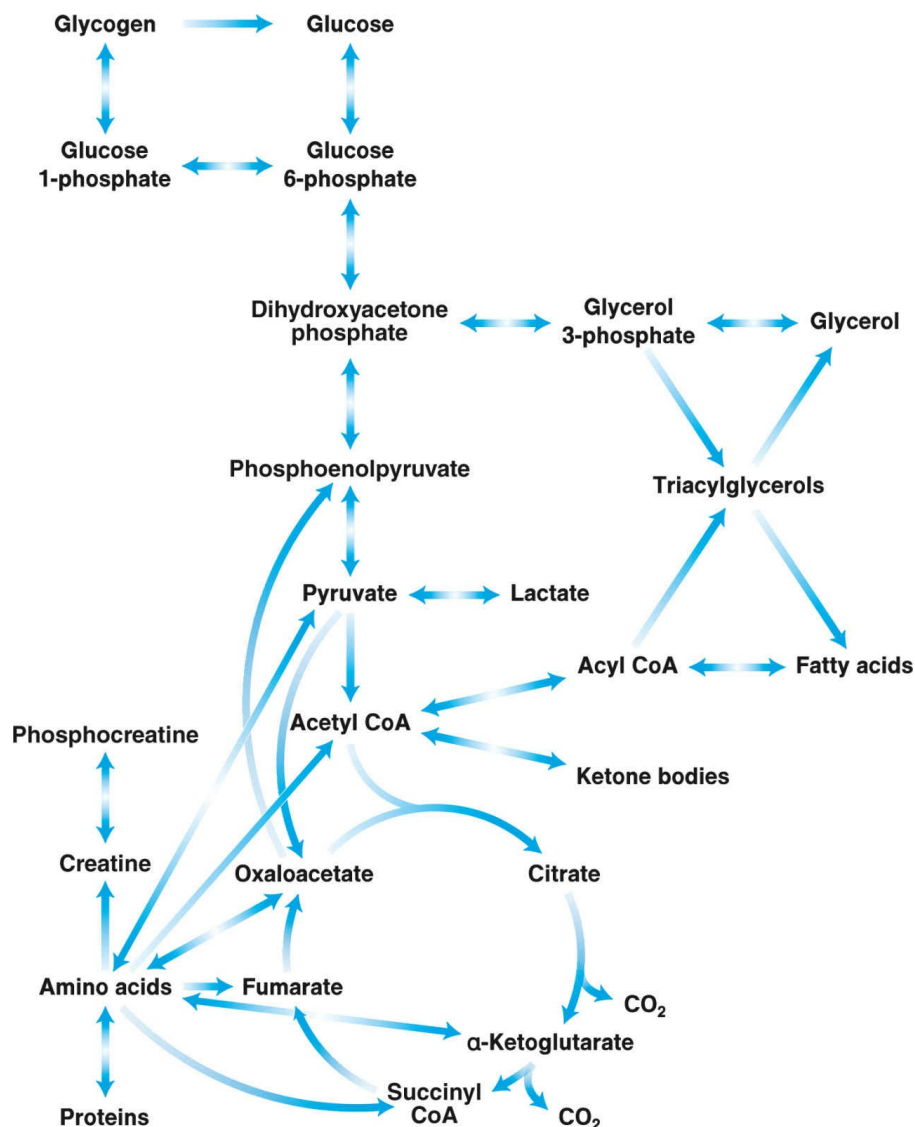 Glycogen
Glucose
Glucose
1-phosphate
Glucose
6-phosphate
Dihydroxyacetone
phosphate
Glycerol
3-phosphate
Glycerol
Phosphoenolpyruvate
Triacylglycerols
Pyruvate
Lactate
Acyl CoA
Fatty acids
Phosphocreatine
Acetyl CoA
Ketone bodies
Creatine
Oxaloacetate
Citrate
Amino acids
Fumarate
CO₂
α-Ketoglutarate
Proteins
Succinyl
CoA
CO₂